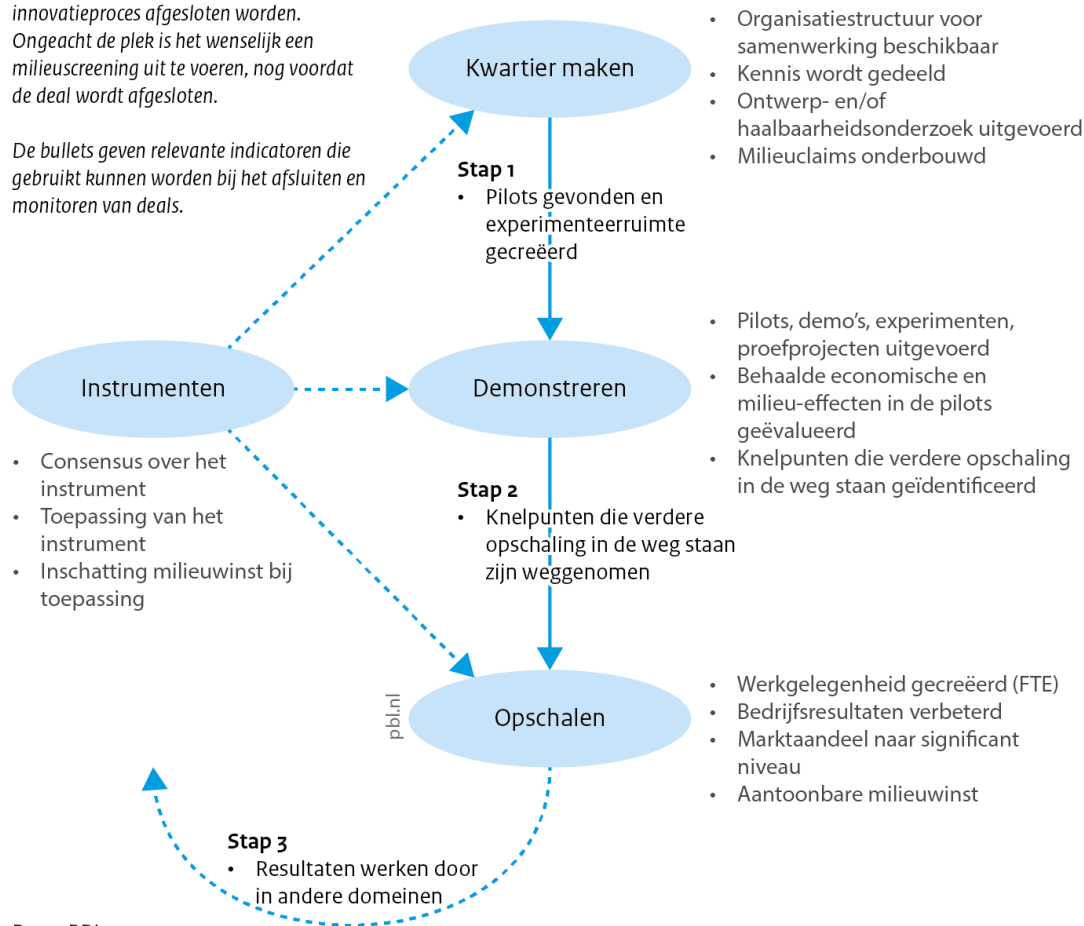 innovatieproces afgesloten worden.
Ongeacht de plek is het wenselijk een
milieuscreening uit te voeren, nog voordat
de deal wordt afgesloten.
De bullets geven relevante indicatoren die
gebruikt kunnen worden bij het afsluiten en
monitoren van deals.
Kwartier maken
• Organisatiestructuur voor
samenwerking beschikbaar
• Kennis wordt gedeeld
• Ontwerp- en/of
haalbaarheidsonderzoek uitgevoerd
• Milieuclaims onderbouwd
Stap 1
• Pilots gevonden en
experimenteerruimte
gecreëerd
Instrumenten
• Consensus over het
instrument
• Toepassing van het
instrument
• Inschatting milieuwinst bij
toepassing
Demonstreren
• Pilots, demo's, experimenten,
proefprojecten uitgevoerd
• Behaalde economische en
milieu-effecten in de pilots
geëvalueerd
• Knelpunten die verdere opschaling
in de weg staan geïdentificeerd
Stap 2
• Knelpunten die verdere
opschaling in de weg staan
zijn weggenomen
Opschalen
• Werkgelegenheid gecreëerd (FTE)
• Bedrijfsresultaten verbeterd
• Marktaandeel naar significant
niveau
• Aantoonbare milieuwinst
pbl.nl
Stap 3
• Resultaten werken door
in andere domeinen